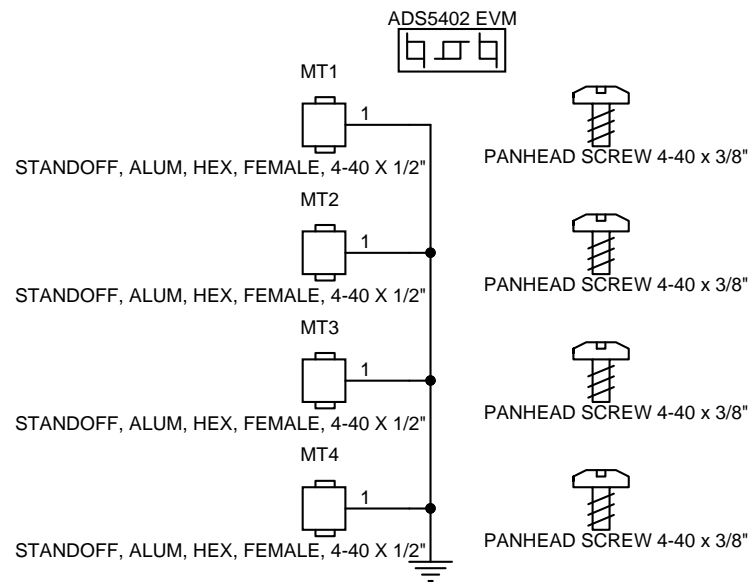 ADS5402 EVM
MT1
1
STANDOFF, ALUM, HEX, FEMALE, 4-40 X 1/2"
PANHEAD SCREW 4-40 x 3/8"
MT2
1
STANDOFF, ALUM, HEX, FEMALE, 4-40 X 1/2"
PANHEAD SCREW 4-40 x 3/8"
MT3
1
STANDOFF, ALUM, HEX, FEMALE, 4-40 X 1/2"
PANHEAD SCREW 4-40 x 3/8"
MT4
1
STANDOFF, ALUM, HEX, FEMALE, 4-40 X 1/2"
PANHEAD SCREW 4-40 x 3/8"